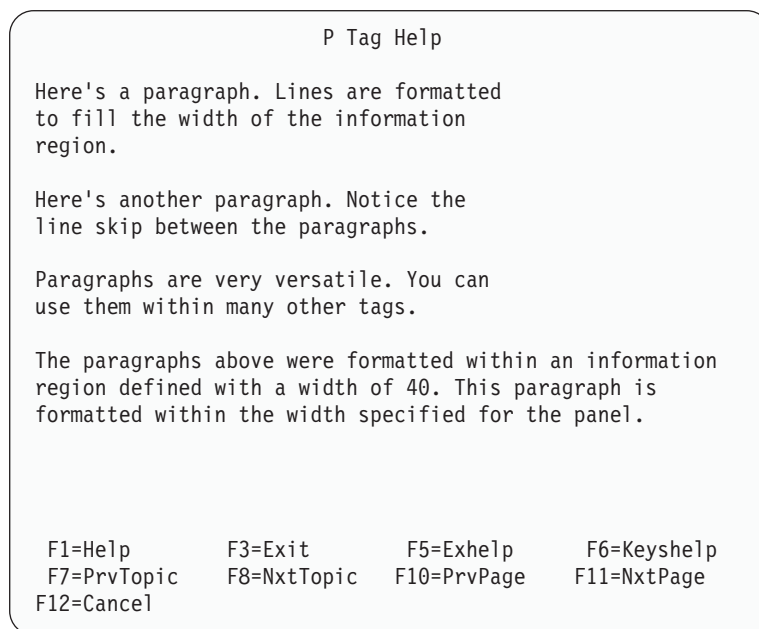 P Tag Help
Here's a paragraph. Lines are formatted
to fill the width of the information
region.
Here's another paragraph. Notice the
line skip between the paragraphs.
Paragraphs are very versatile. You can
use them within many other tags.
The paragraphs above were formatted within an information
region defined with a width of 40. This paragraph is
formatted within the width specified for the panel.
F1=Help F3=Exit F5=Exhelp F6=Keyshelp
F7=PrvTopic F8=NxtTopic F10=PrvPage F11=NxtPage
F12=Cancel